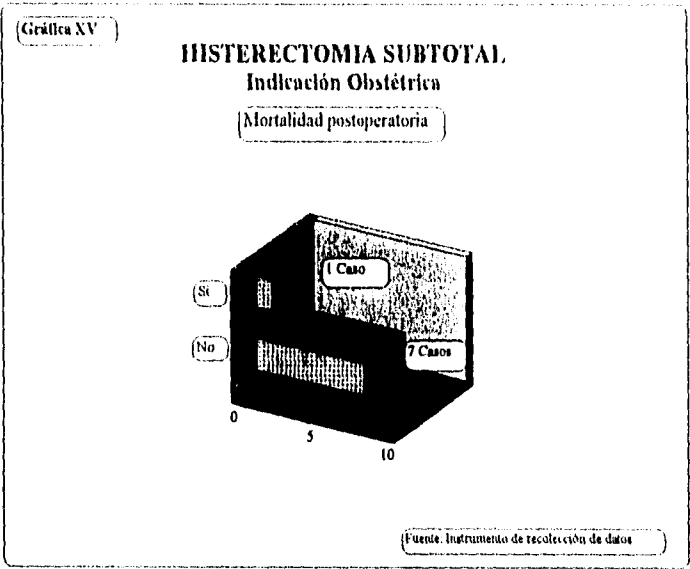 Gráfica XV
HISTERECTOMIA SUBTOTAL
Indicación Obstétrica
Mortalidad postoperatoria
1 Caso
Si
No
7 Casos
0
5
10
Fuente: Instrumento de recolección de datos